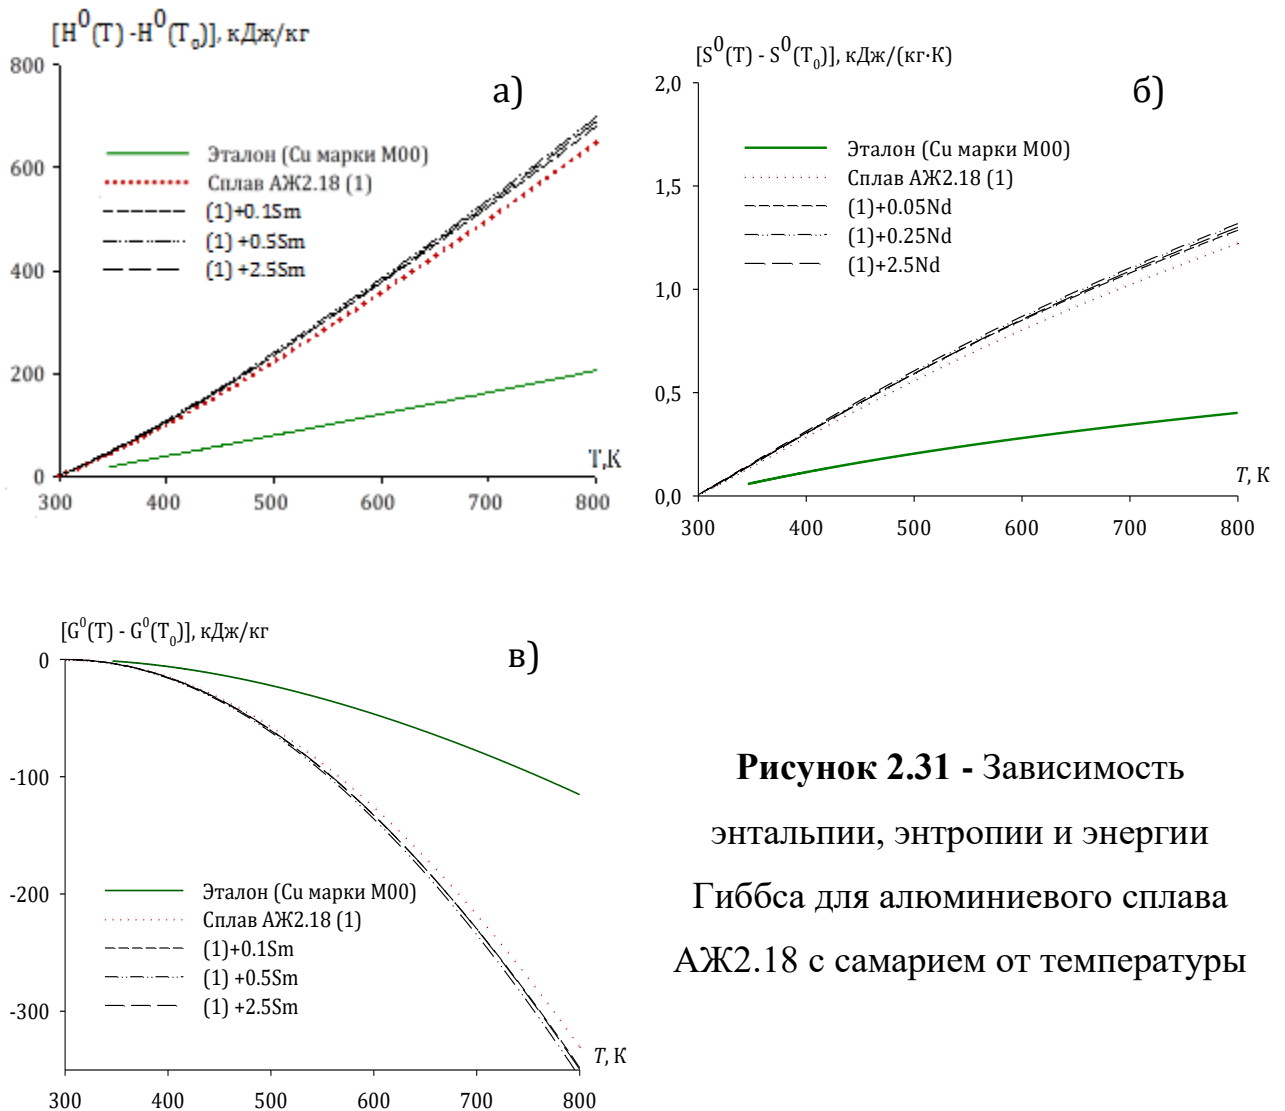 [H⁰(T) -H⁰(T₀)], кДж/кг
800
600
400
200
0
300 400 500 600 700 800
T,K
а)
Эталон (Cu марки М00)
Сплав АЖ2.18 (1)
(1)+0.1Sm
(1) +0.5Sm
(1) +2.5Sm
[S⁰(T) - S⁰(T₀)], кДж/(кг·К)
2,0
1,5
1,0
0,5
0,0
300 400 500 600 700 800
T, К
б)
Эталон (Cu марки М00)
Сплав АЖ2.18 (1)
(1)+0.05Nd
(1)+0.25Nd
(1)+2.5Nd
[G⁰(T) - G⁰(T₀)], кДж/кг
0
-100
-200
-300
300 400 500 600 700 800
T, К
в)
Эталон (Cu марки М00)
Сплав АЖ2.18 (1)
(1)+0.1Sm
(1) +0.5Sm
(1) +2.5Sm
Рисунок 2.31 - Зависимость
энтальпии, энтропии и энергии
Гиббса для алюминиевого сплава
АЖ2.18 с самарием от температуры